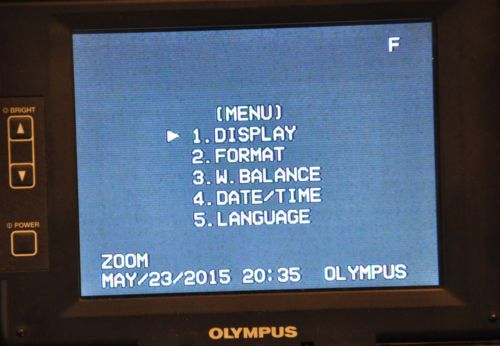 F
BRIGHT
(MENU)
1.DISPLAY
2.FORMAT
3.W.BALANCE
4.DATE/TIME
5.LANGUAGE
POWER
ZOOM
MAY/23/2015 20:35 OLYMPUS
OLYMPUS